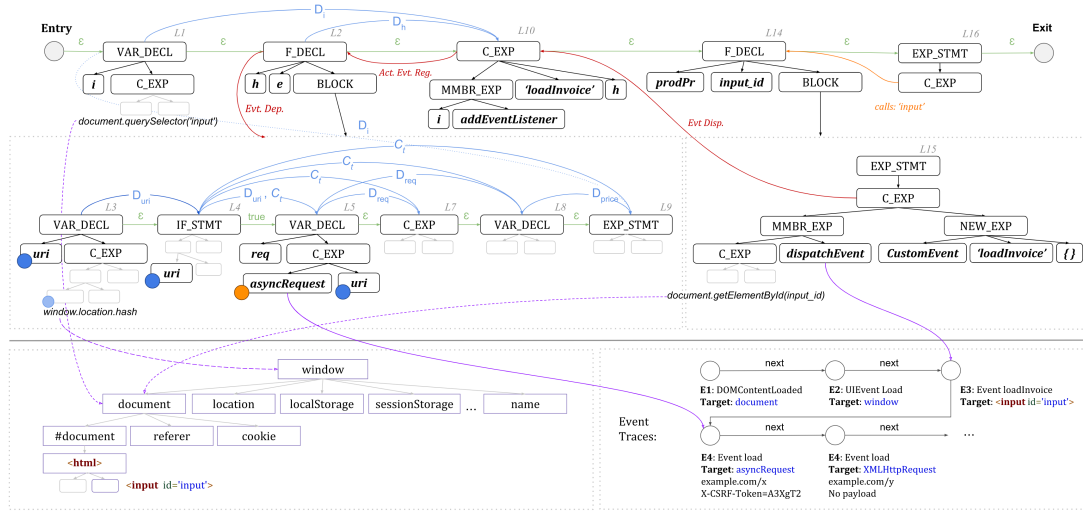 Entry
Exit
D_i
D_h
L1
L2
L10
L14
L16
ε
ε
ε
ε
ε
ε
VAR_DECL
F_DECL
C_EXP
F_DECL
EXP_STMT
Act. Evt. Reg.
i
C_EXP
h
e
BLOCK
MMBR_EXP
‘loadInvoice’
h
prodPr
input_id
BLOCK
C_EXP
calls: 'input'
Evt. Dep.
document.querySelector('input')
i
addEventListener
Evt Disp.
D_i
C_f
C_f
C_f
D_uri
D_uri , C_f
D_req
D_req
D_price
L3
L4
L5
L7
L8
L9
ε
true
ε
ε
ε
VAR_DECL
IF_STMT
VAR_DECL
C_EXP
VAR_DECL
EXP_STMT
uri
C_EXP
uri
req
C_EXP
asyncRequest
uri
window.location.hash
L15
EXP_STMT
C_EXP
MMBR_EXP
NEW_EXP
C_EXP
dispatchEvent
CustomEvent
‘loadInvoice’
{ }
document.getElementById(input_id)
window
document
location
localStorage
sessionStorage
...
name
#document
referer
cookie
<html>
<input id='input'>
Event
Traces:
next
next
E1: DOMContentLoaded
Target: document
E2: UIEvent Load
Target: window
E3: Event loadInvoice
Target: <input id='input'>
next
next
...
E4: Event load
Target: asyncRequest
example.com/x
X-CSRF-Token=A3XgT2
E4: Event load
Target: XMLHttpRequest
example.com/y
No payload